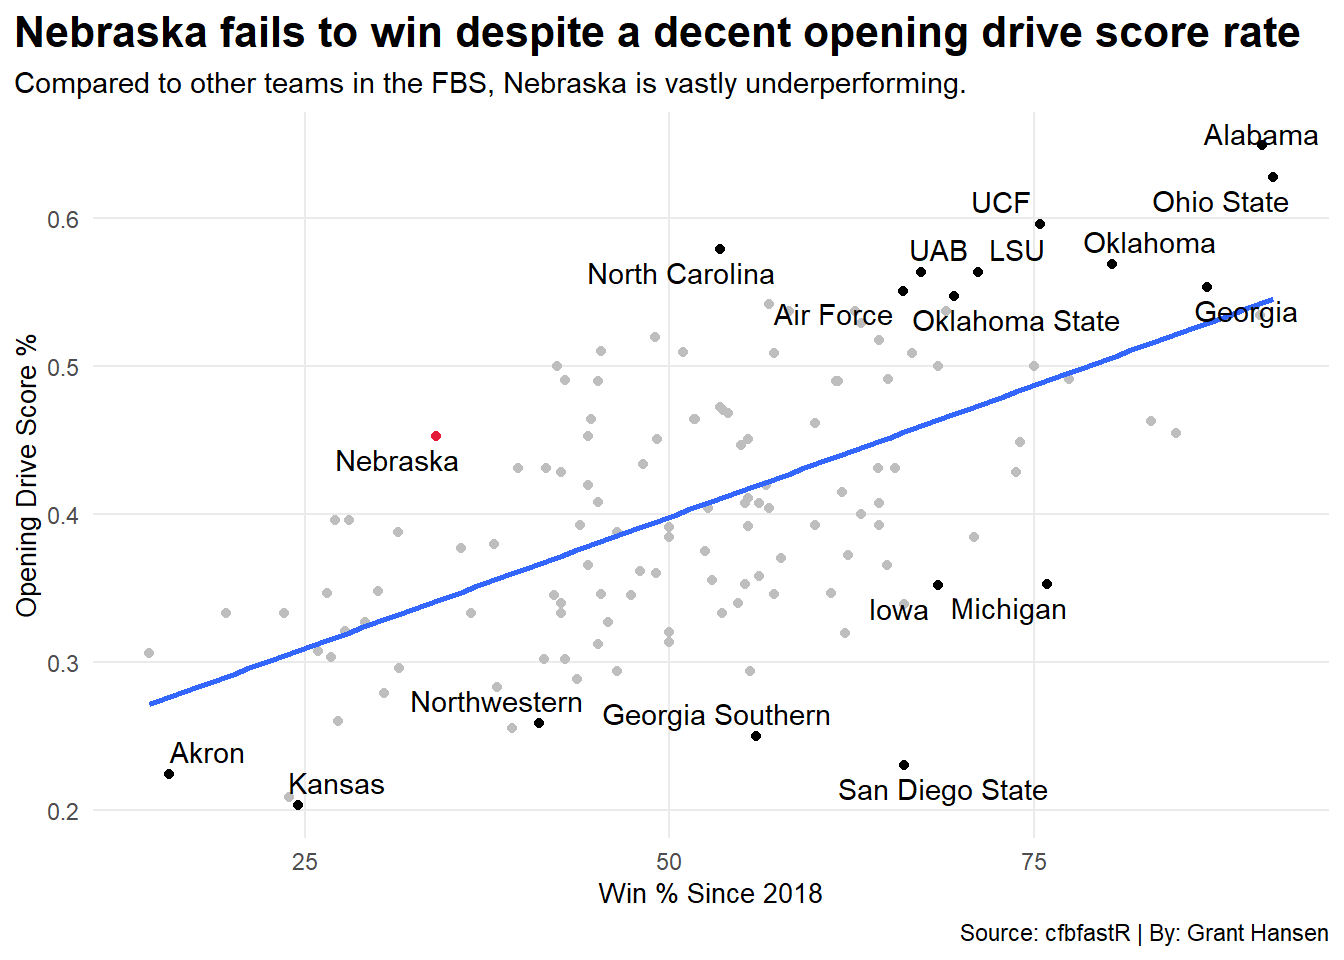 Nebraska fails to win despite a decent opening drive score rate
Compared to other teams in the FBS, Nebraska is vastly underperforming.
Alabama
Ohio State
UCF
Oklahoma
UAB
LSU
North Carolina
Georgia
Air Force
Oklahoma State
Nebraska
Iowa
Michigan
Northwestern
Georgia Southern
Akron
Kansas
San Diego State
Opening Drive Score %
0.6
0.5
0.4
0.3
0.2
25
50
75
Win % Since 2018
Source: cfbfastR | By: Grant Hansen